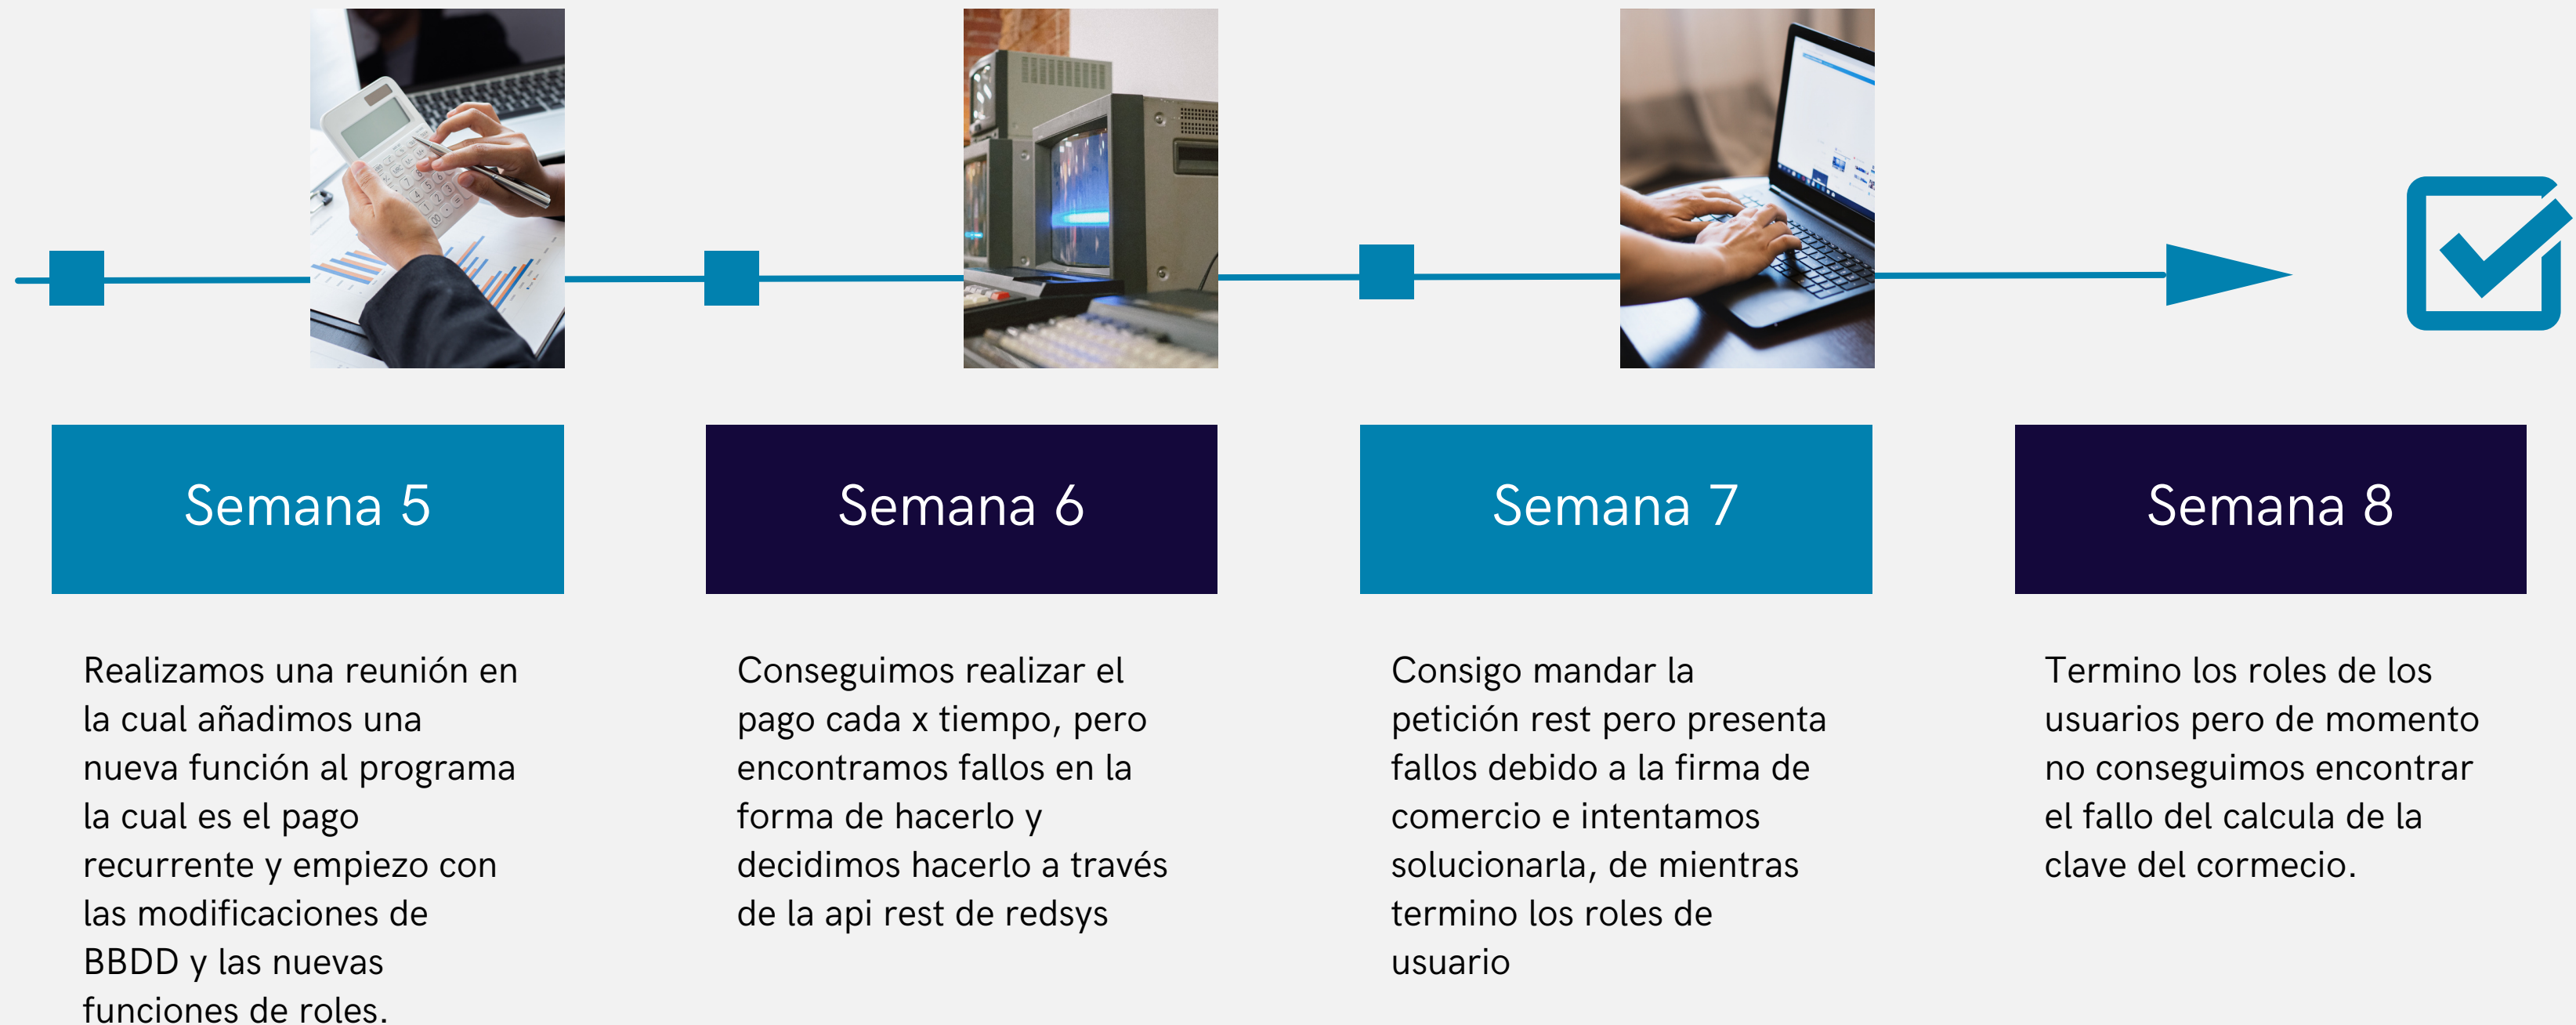 Semana 5
Semana 6
Semana 7
Semana 8
Realizamos una reunión en
la cual añadimos una
nueva función al programa
la cual es el pago
recurrente y empiezo con
las modificaciones de
BBDD y las nuevas
funciones de roles.
Conseguimos realizar el
pago cada x tiempo, pero
encontramos fallos en la
forma de hacerlo y
decidimos hacerlo a través
de la api rest de redsys
Consigo mandar la
petición rest pero presenta
fallos debido a la firma de
comercio e intentamos
solucionarla, de mientras
termino los roles de
usuario
Termino los roles de los
usuarios pero de momento
no conseguimos encontrar
el fallo del calcula de la
clave del cormecio.